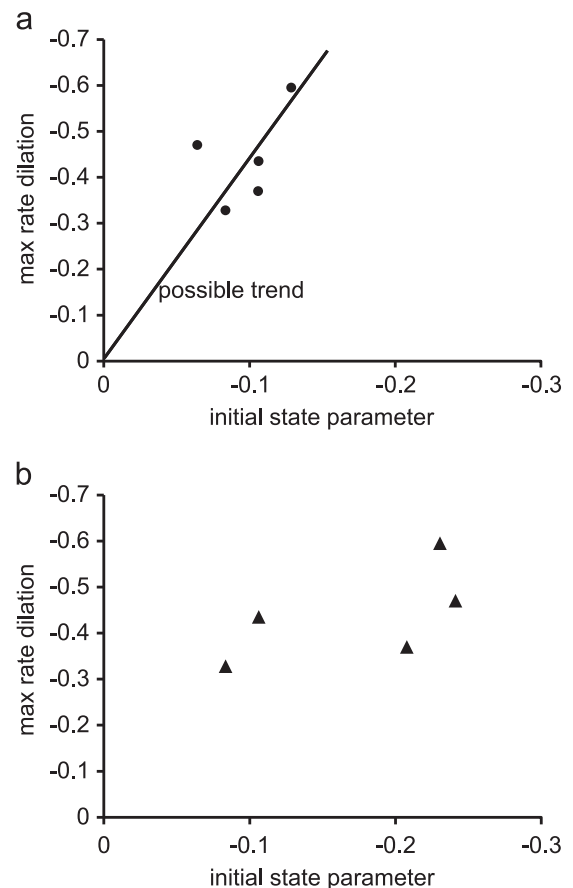 a
-0.7
-0.6
-0.5
-0.4
-0.3
-0.2
-0.1
0
max rate dilation
possible trend
0 -0.1 -0.2 -0.3
initial state parameter
b
-0.7
-0.6
-0.5
-0.4
-0.3
-0.2
-0.1
0
max rate dilation
0 -0.1 -0.2 -0.3
initial state parameter